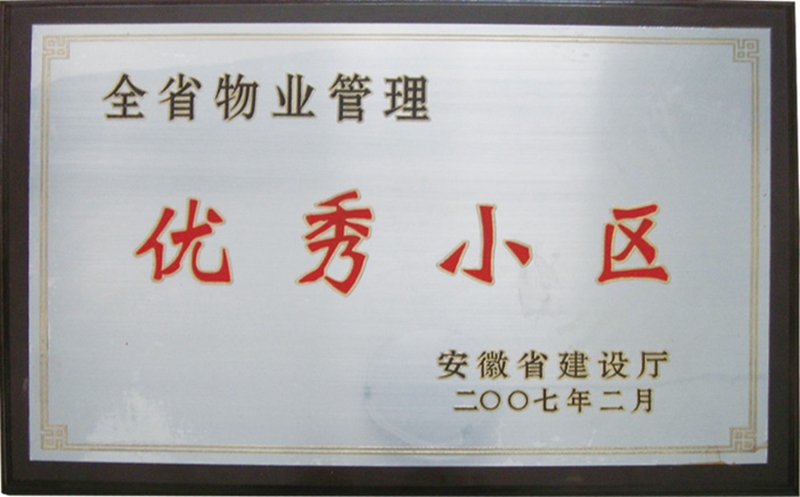 全省物业管理
优秀小区
安徽省建设厅
二〇〇七年二月